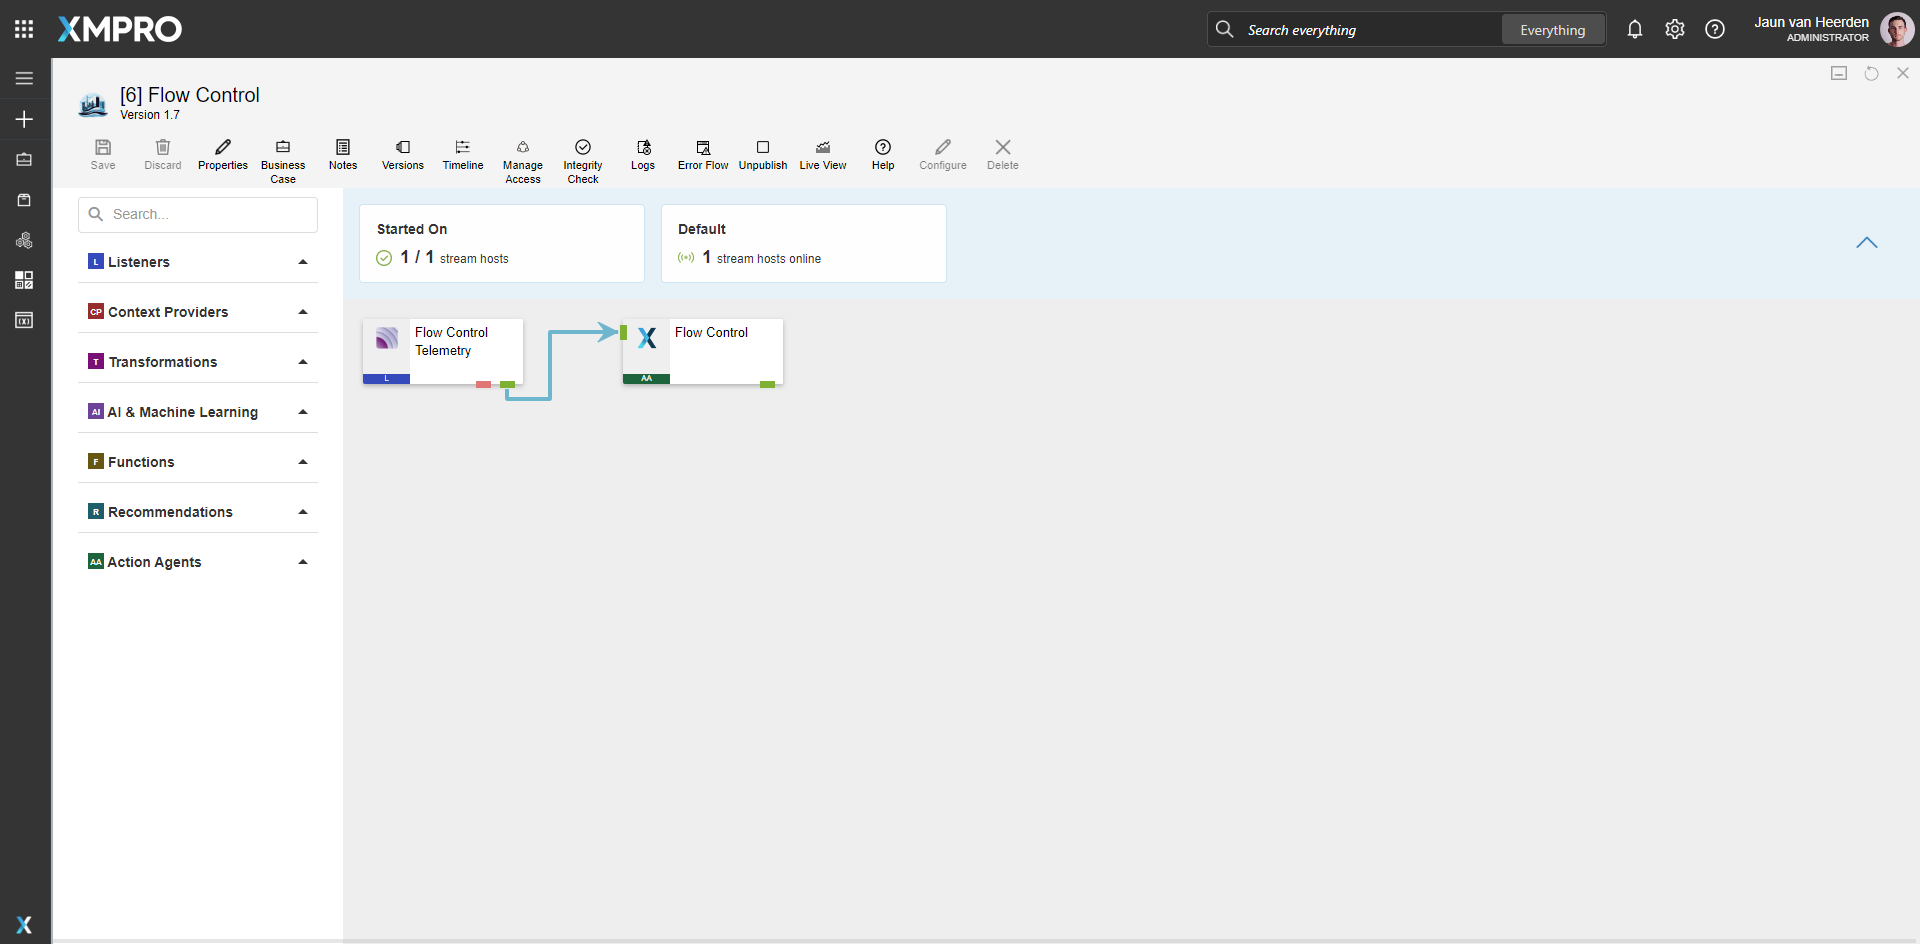 XMPRO
Search everything
Everything
Jaun van Heerden
ADMINISTRATOR
[6] Flow Control
Version 1.7
Save
Discard
Properties
Business
Case
Notes
Versions
Timeline
Manage
Access
Integrity
Check
Logs
Error Flow
Unpublish
Live View
Help
Configure
Delete
Search...
L Listeners
CP Context Providers
T Transformations
AI AI & Machine Learning
F Functions
R Recommendations
AA Action Agents
Started On
1 / 1 stream hosts
Default
1 stream hosts online
Flow Control
Telemetry
L
Flow Control
AA